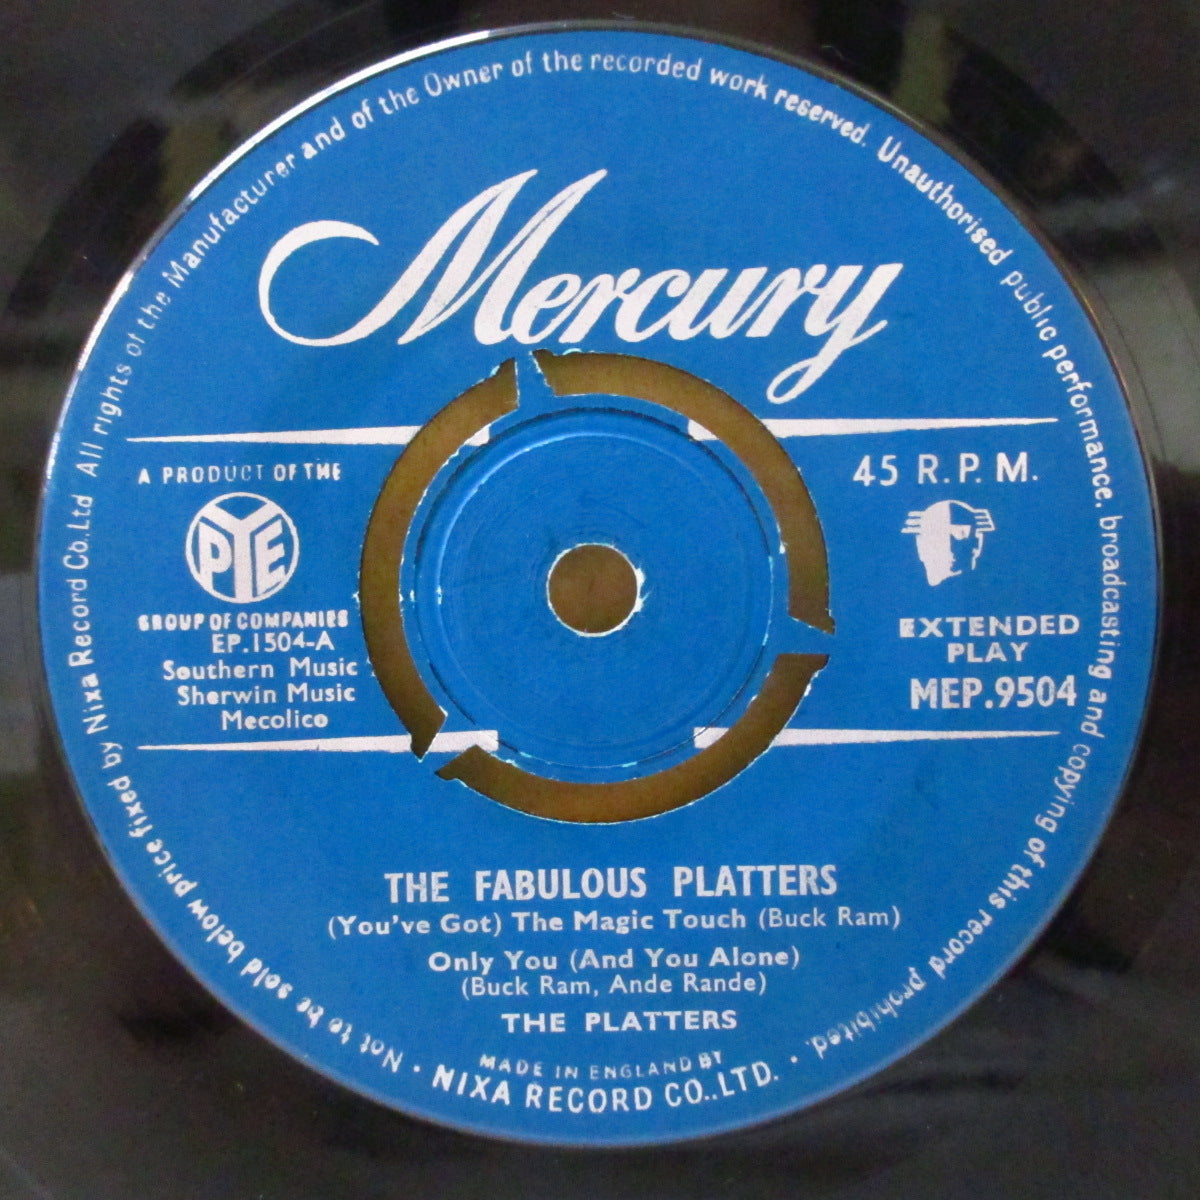 All rights of the Manufacturer and of the Owner of the recorded work reserved. Unauthorised public performance, broadcasting and copying of this record prohibited.
Mercury
A PRODUCT OF THE
PYE
GROUP OF COMPANIES
EP.1504-A
Southern Music
Sherwin Music
Mecolico
45 R.P.M.
EXTENDED
PLAY
MEP.9504
THE FABULOUS PLATTERS
(You've Got) The Magic Touch (Buck Ram)
Only You (And You Alone)
(Buck Ram, Ande Rande)
THE PLATTERS
MADE IN ENGLAND BY
NIXA RECORD CO.,LTD.
· Not to be sold below price fixed by Nixa Record Co.Ltd